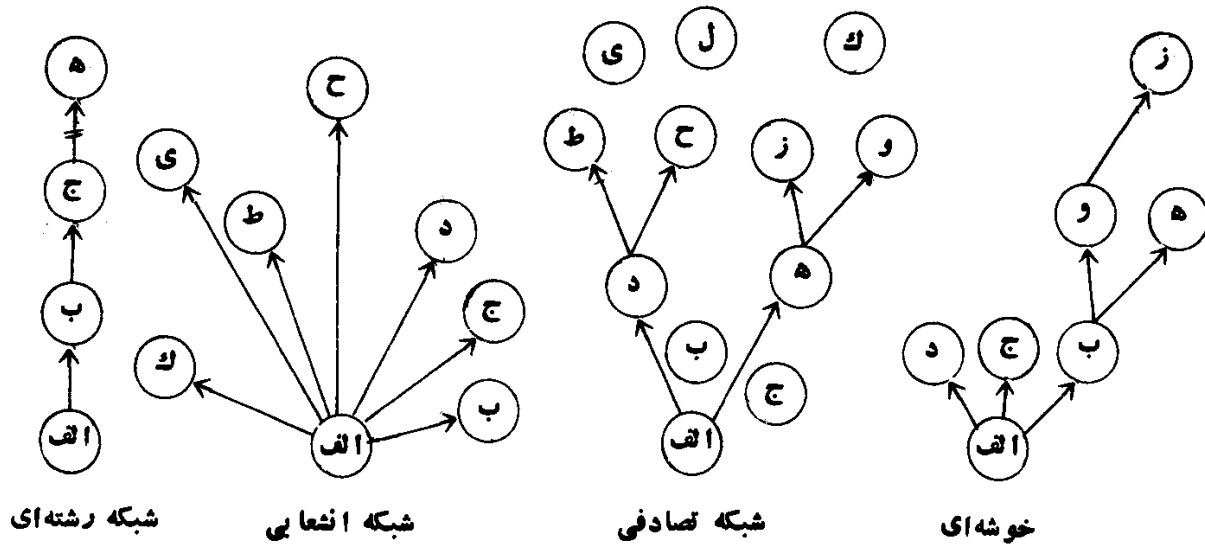 ز
و
ه
د
ج
ب
الف
خوشه‌ای
ی
ل
ك
ط
ح
ز
و
د
ه
ب
ج
الف
شبکه تصادفی
ح
ی
ط
د
ج
ك
ب
الف
شبکه انشعابی
ه
ج
ب
الف
شبکه رشته‌ای